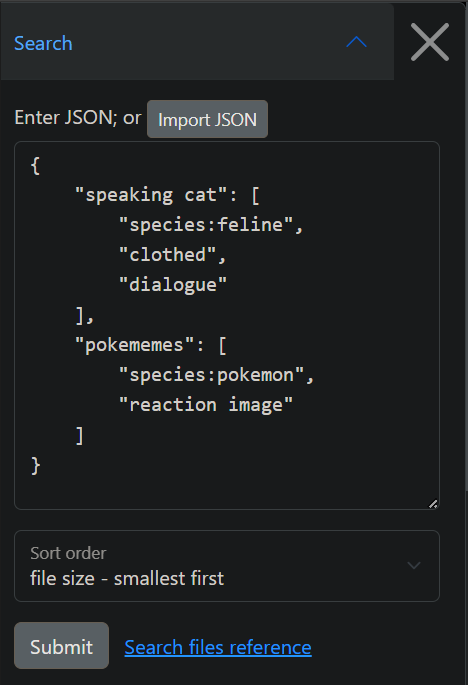 Search
Enter JSON; or Import JSON
{
    "speaking cat": [
        "species:feline",
        "clothed",
        "dialogue"
    ],
    "pokememes": [
        "species:pokemon",
        "reaction image"
    ]
}
Sort order
file size - smallest first
Submit Search files reference